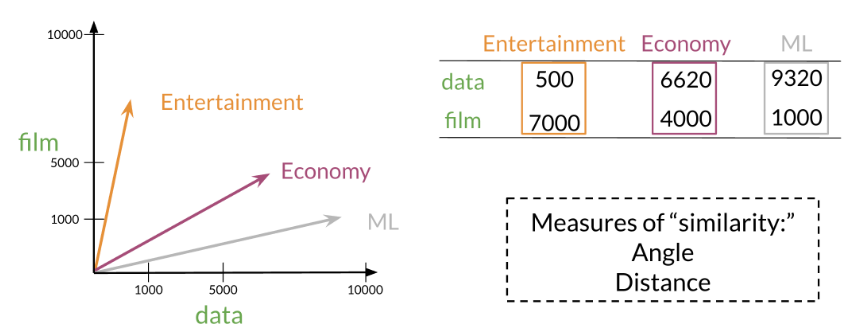 10000
Entertainment
film
5000
Economy
1000
ML
1000 5000 10000
data
Entertainment Economy ML
data 500 6620 9320
film 7000 4000 1000
Measures of “similarity:”
Angle
Distance